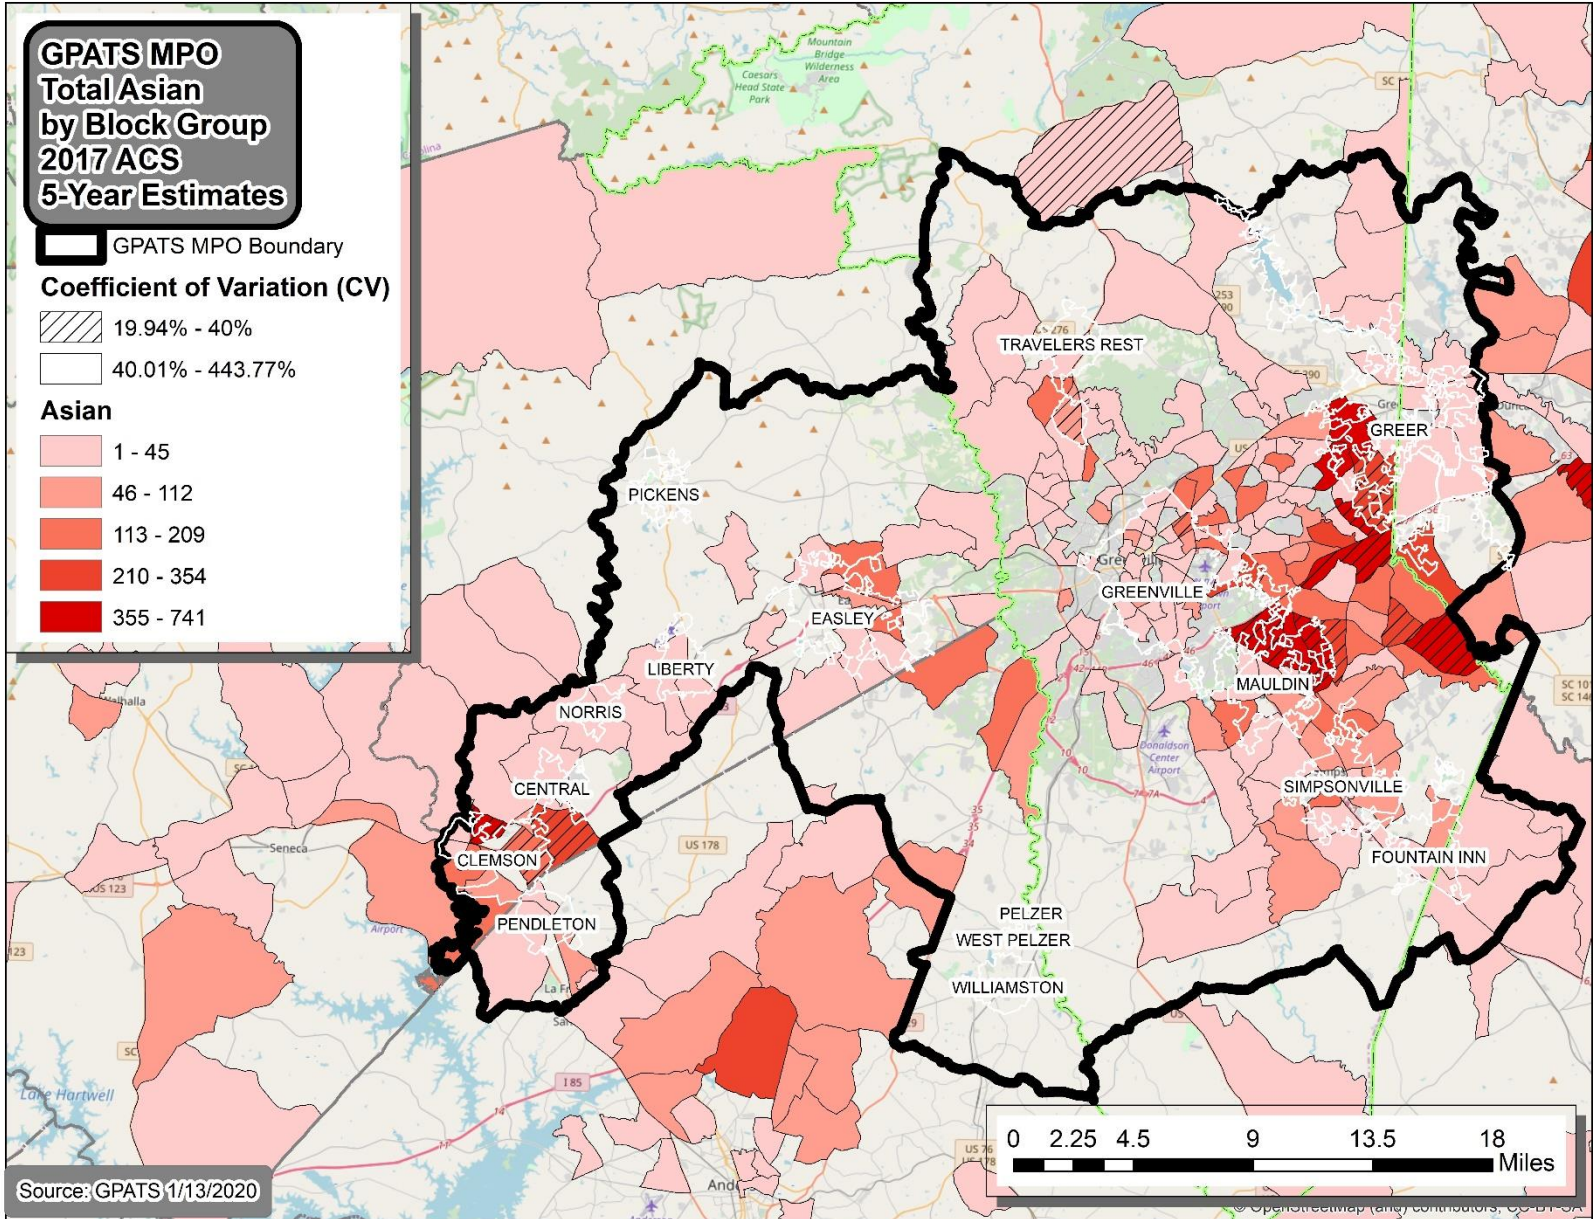 GPATS MPO
Total Asian
by Block Group
2017 ACS
5-Year Estimates
GPATS MPO Boundary
Coefficient of Variation (CV)
19.94% - 40%
40.01% - 443.77%
Asian
1 - 45
46 - 112
113 - 209
210 - 354
355 - 741
Mountain
Bridge
Wilderness
Area
Caesars
Head State
Park
TRAVELERS REST
GREER
PICKENS
GREENVILLE
EASLEY
LIBERTY
MAULDIN
NORRIS
Donaldson
Center
Airport
CENTRAL
SIMPSONVILLE
CLEMSON
FOUNTAIN INN
Seneca
US 178
US 123
123
PENDLETON
Airport
PELZER
WEST PELZER
WILLIAMSTON
I 85
Lake Hartwell
0 2.25 4.5 9 13.5 18
Miles
Source: GPATS 1/13/2020